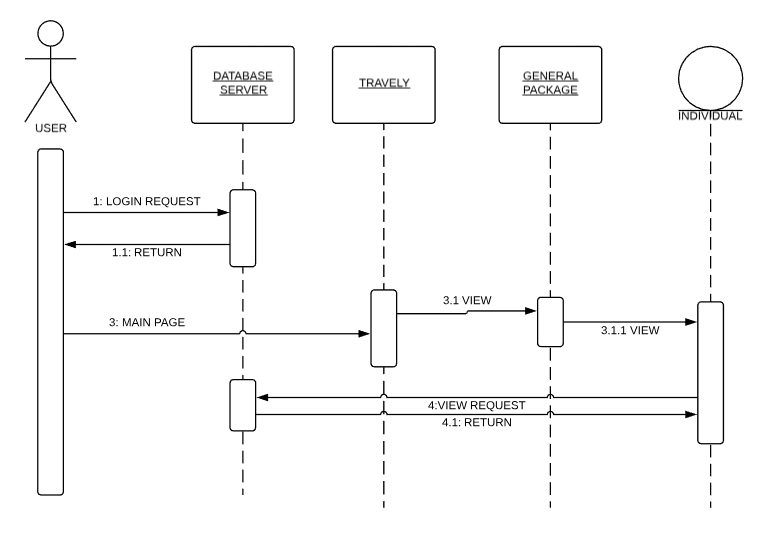 DATABASE
SERVER
TRAVELY
GENERAL
PACKAGE
INDIVIDUAL
USER
1: LOGIN REQUEST
1.1: RETURN
3.1 VIEW
3: MAIN PAGE
3.1.1 VIEW
4:VIEW REQUEST
4.1: RETURN